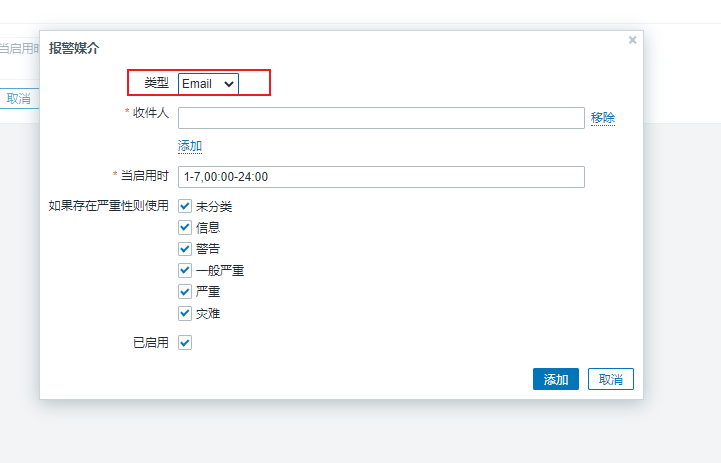 当启用时
取消
报警媒介
类型 Email
* 收件人 移除
添加
* 当启用时 1-7,00:00-24:00
如果存在严重性则使用 未分类
信息
警告
一般严重
严重
灾难
已启用
添加 取消